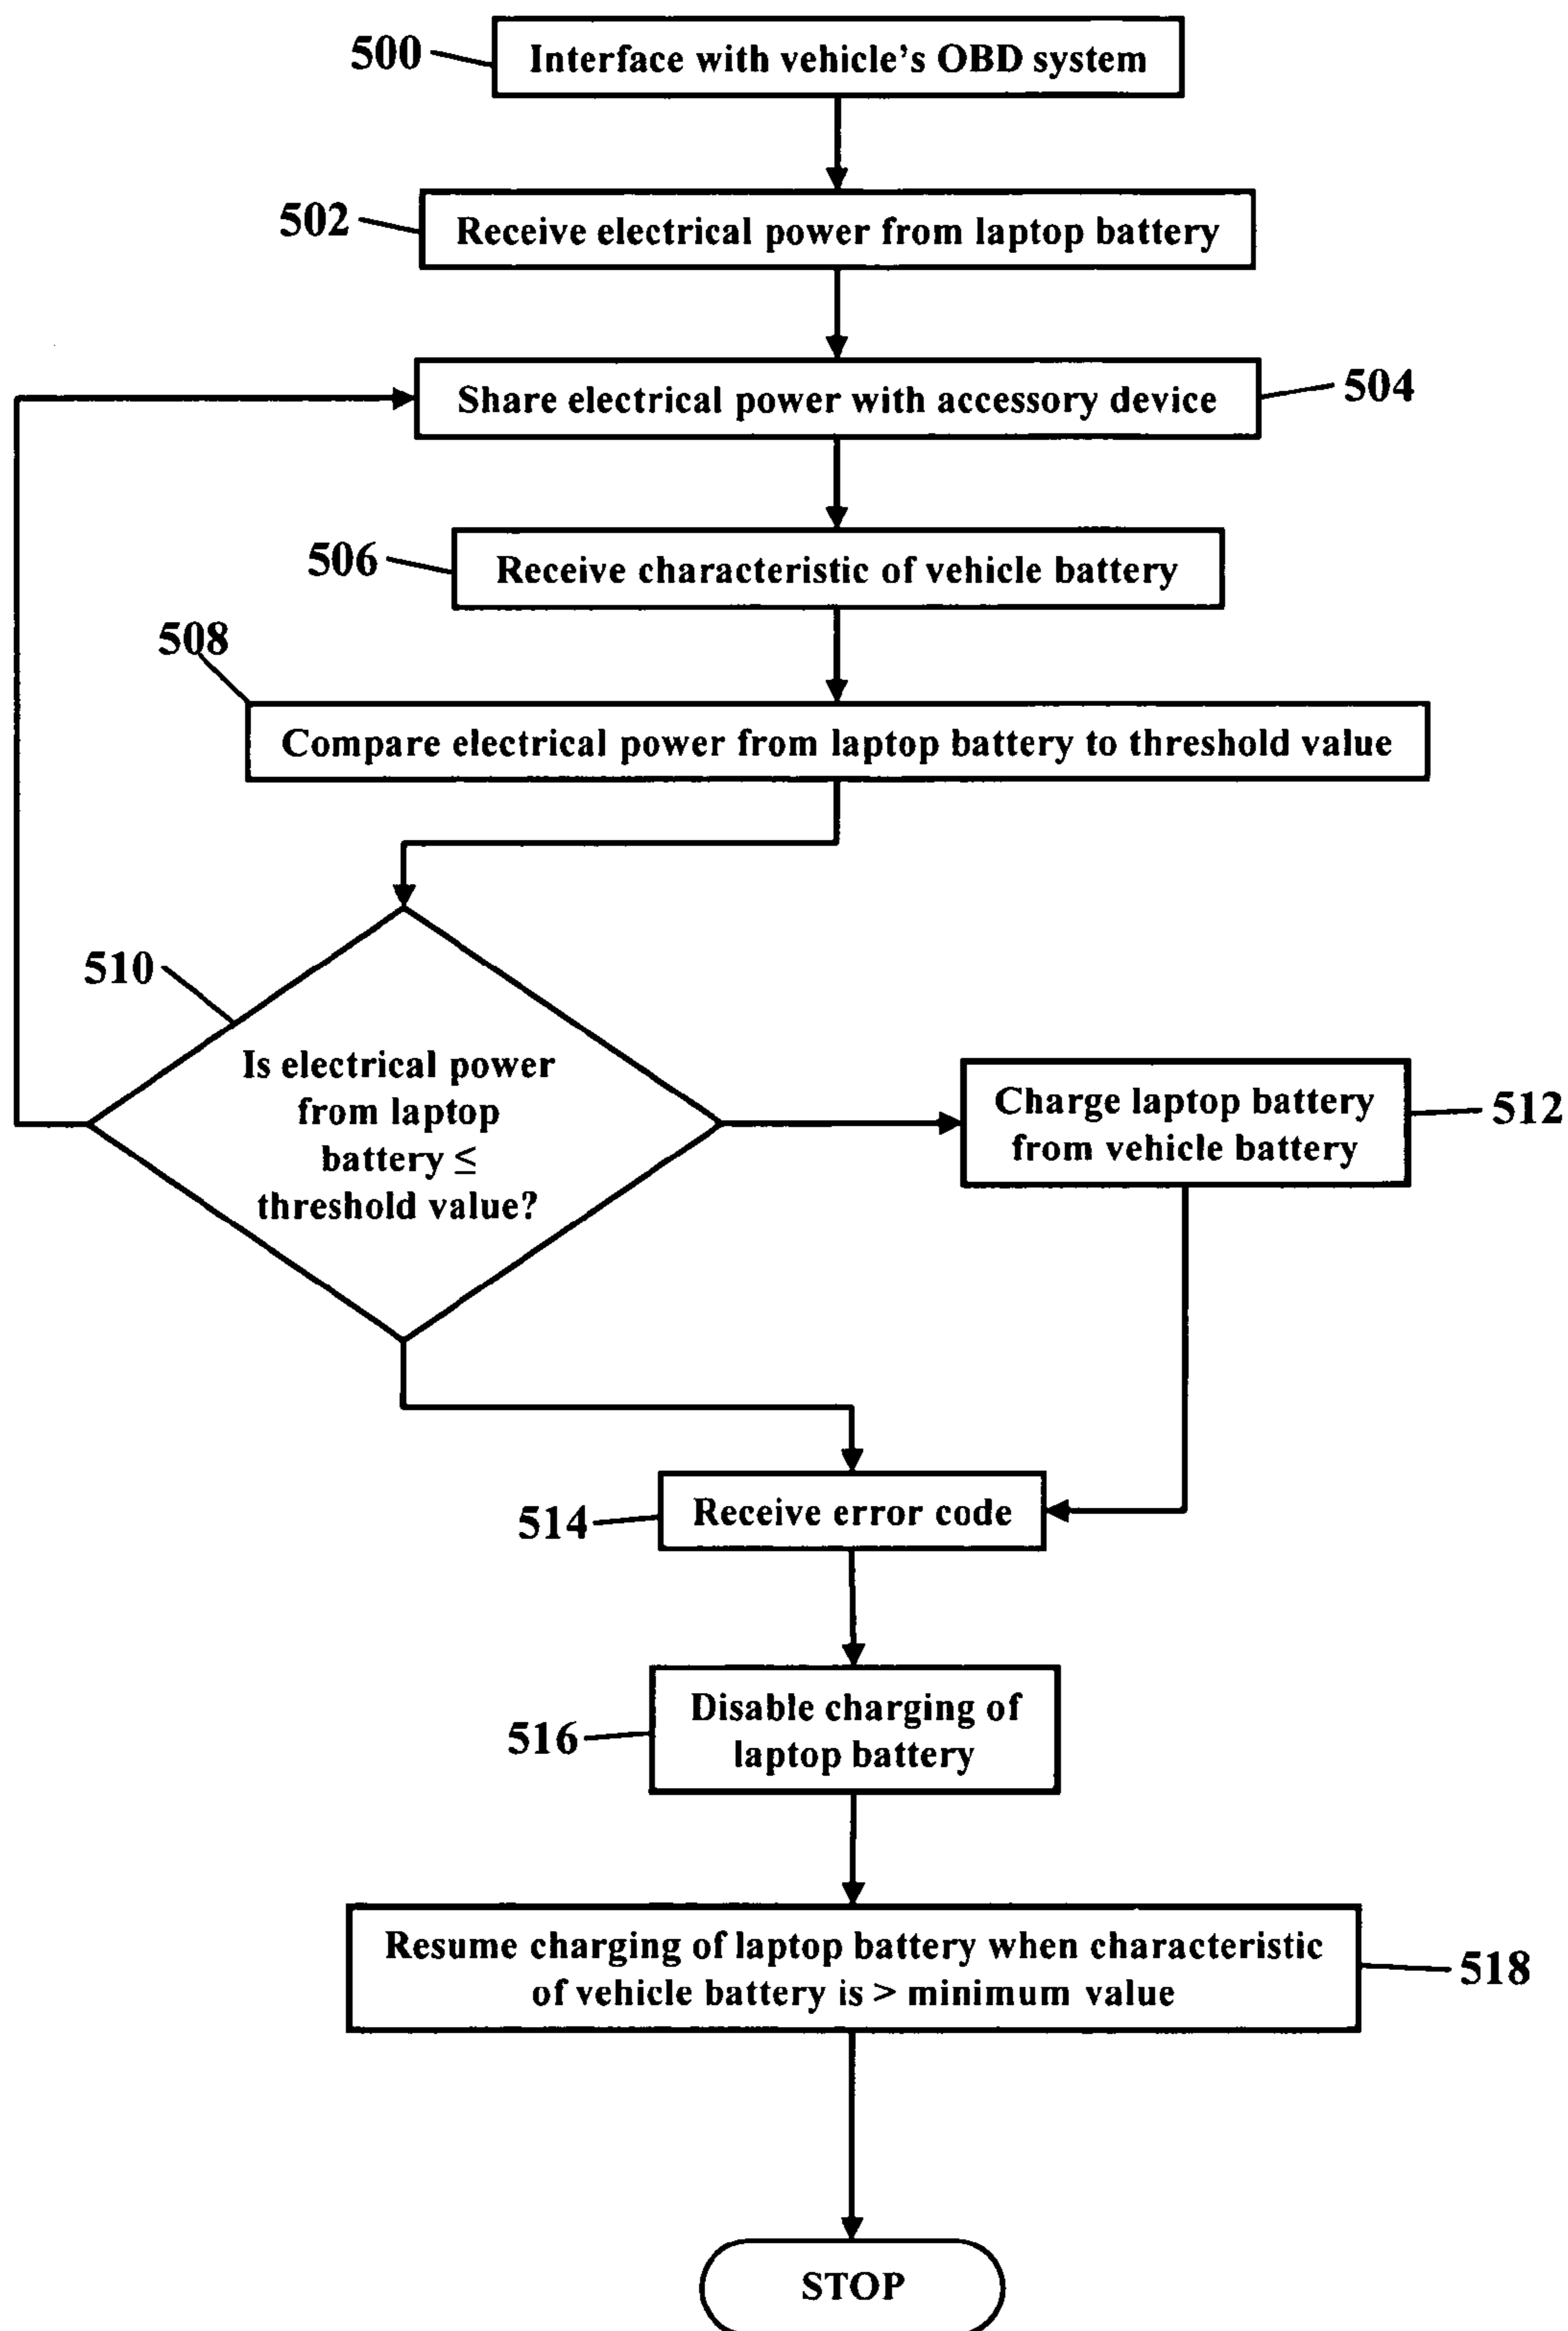 500
Interface with vehicle's OBD system
502
Receive electrical power from laptop battery
Share electrical power with accessory device
504
506
Receive characteristic of vehicle battery
508
Compare electrical power from laptop battery to threshold value
510
Is electrical power
from laptop
battery ≤
threshold value?
Charge laptop battery
from vehicle battery
512
514
Receive error code
516
Disable charging of
laptop battery
Resume charging of laptop battery when characteristic
of vehicle battery is > minimum value
518
STOP